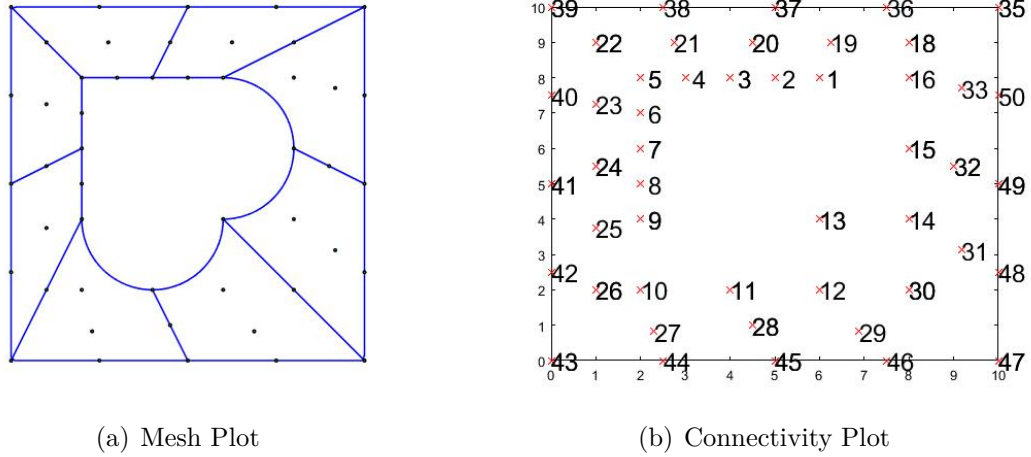 10 39 38 37 36 35
9 22 21 20 19 18
8 5 4 3 2 1 16
33
40 50
23
7 6
6 7 15
24 32
5 41 8 49
4 9 13 14
25
31
3
42 48
2 26 10 11 12 30
1 27 28 29
0 43 44 45 46 47
0 1 2 3 4 5 6 7 8 9 10
(a) Mesh Plot
(b) Connectivity Plot